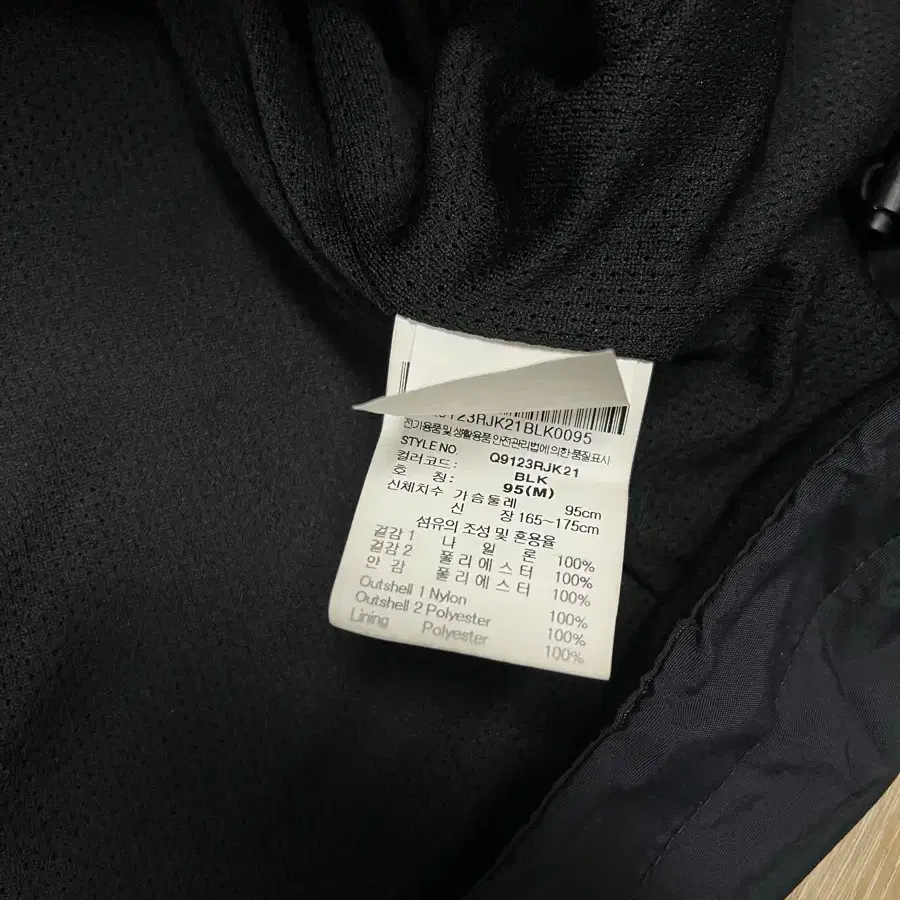 9123RJK21BLK0095
전기용품 및 생활용품 안전관리법에 의한 품질표시
STYLE NO. Q9123RJK21
컬러코드: BLK
호 칭: 95(M)
신체치수 가슴둘레 95cm
신 장 165~175cm
섬유의 조성 및 혼용율
겉감 1 나 일 론 100%
겉감 2 폴리에스터 100%
안 감 폴리에스터 100%
Outshell 1 Nylon 100%
Outshell 2 Polyester 100%
Lining Polyester 100%